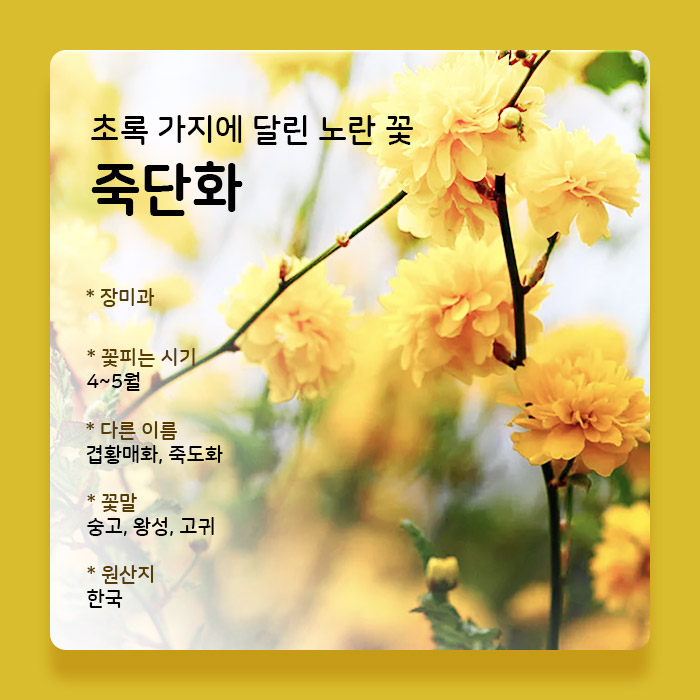 초록 가지에 달린 노란 꽃
죽단화
* 장미과
* 꽃피는 시기
4~5월
* 다른 이름
겹황매화, 죽도화
* 꽃말
숭고, 왕성, 고귀
* 원산지
한국